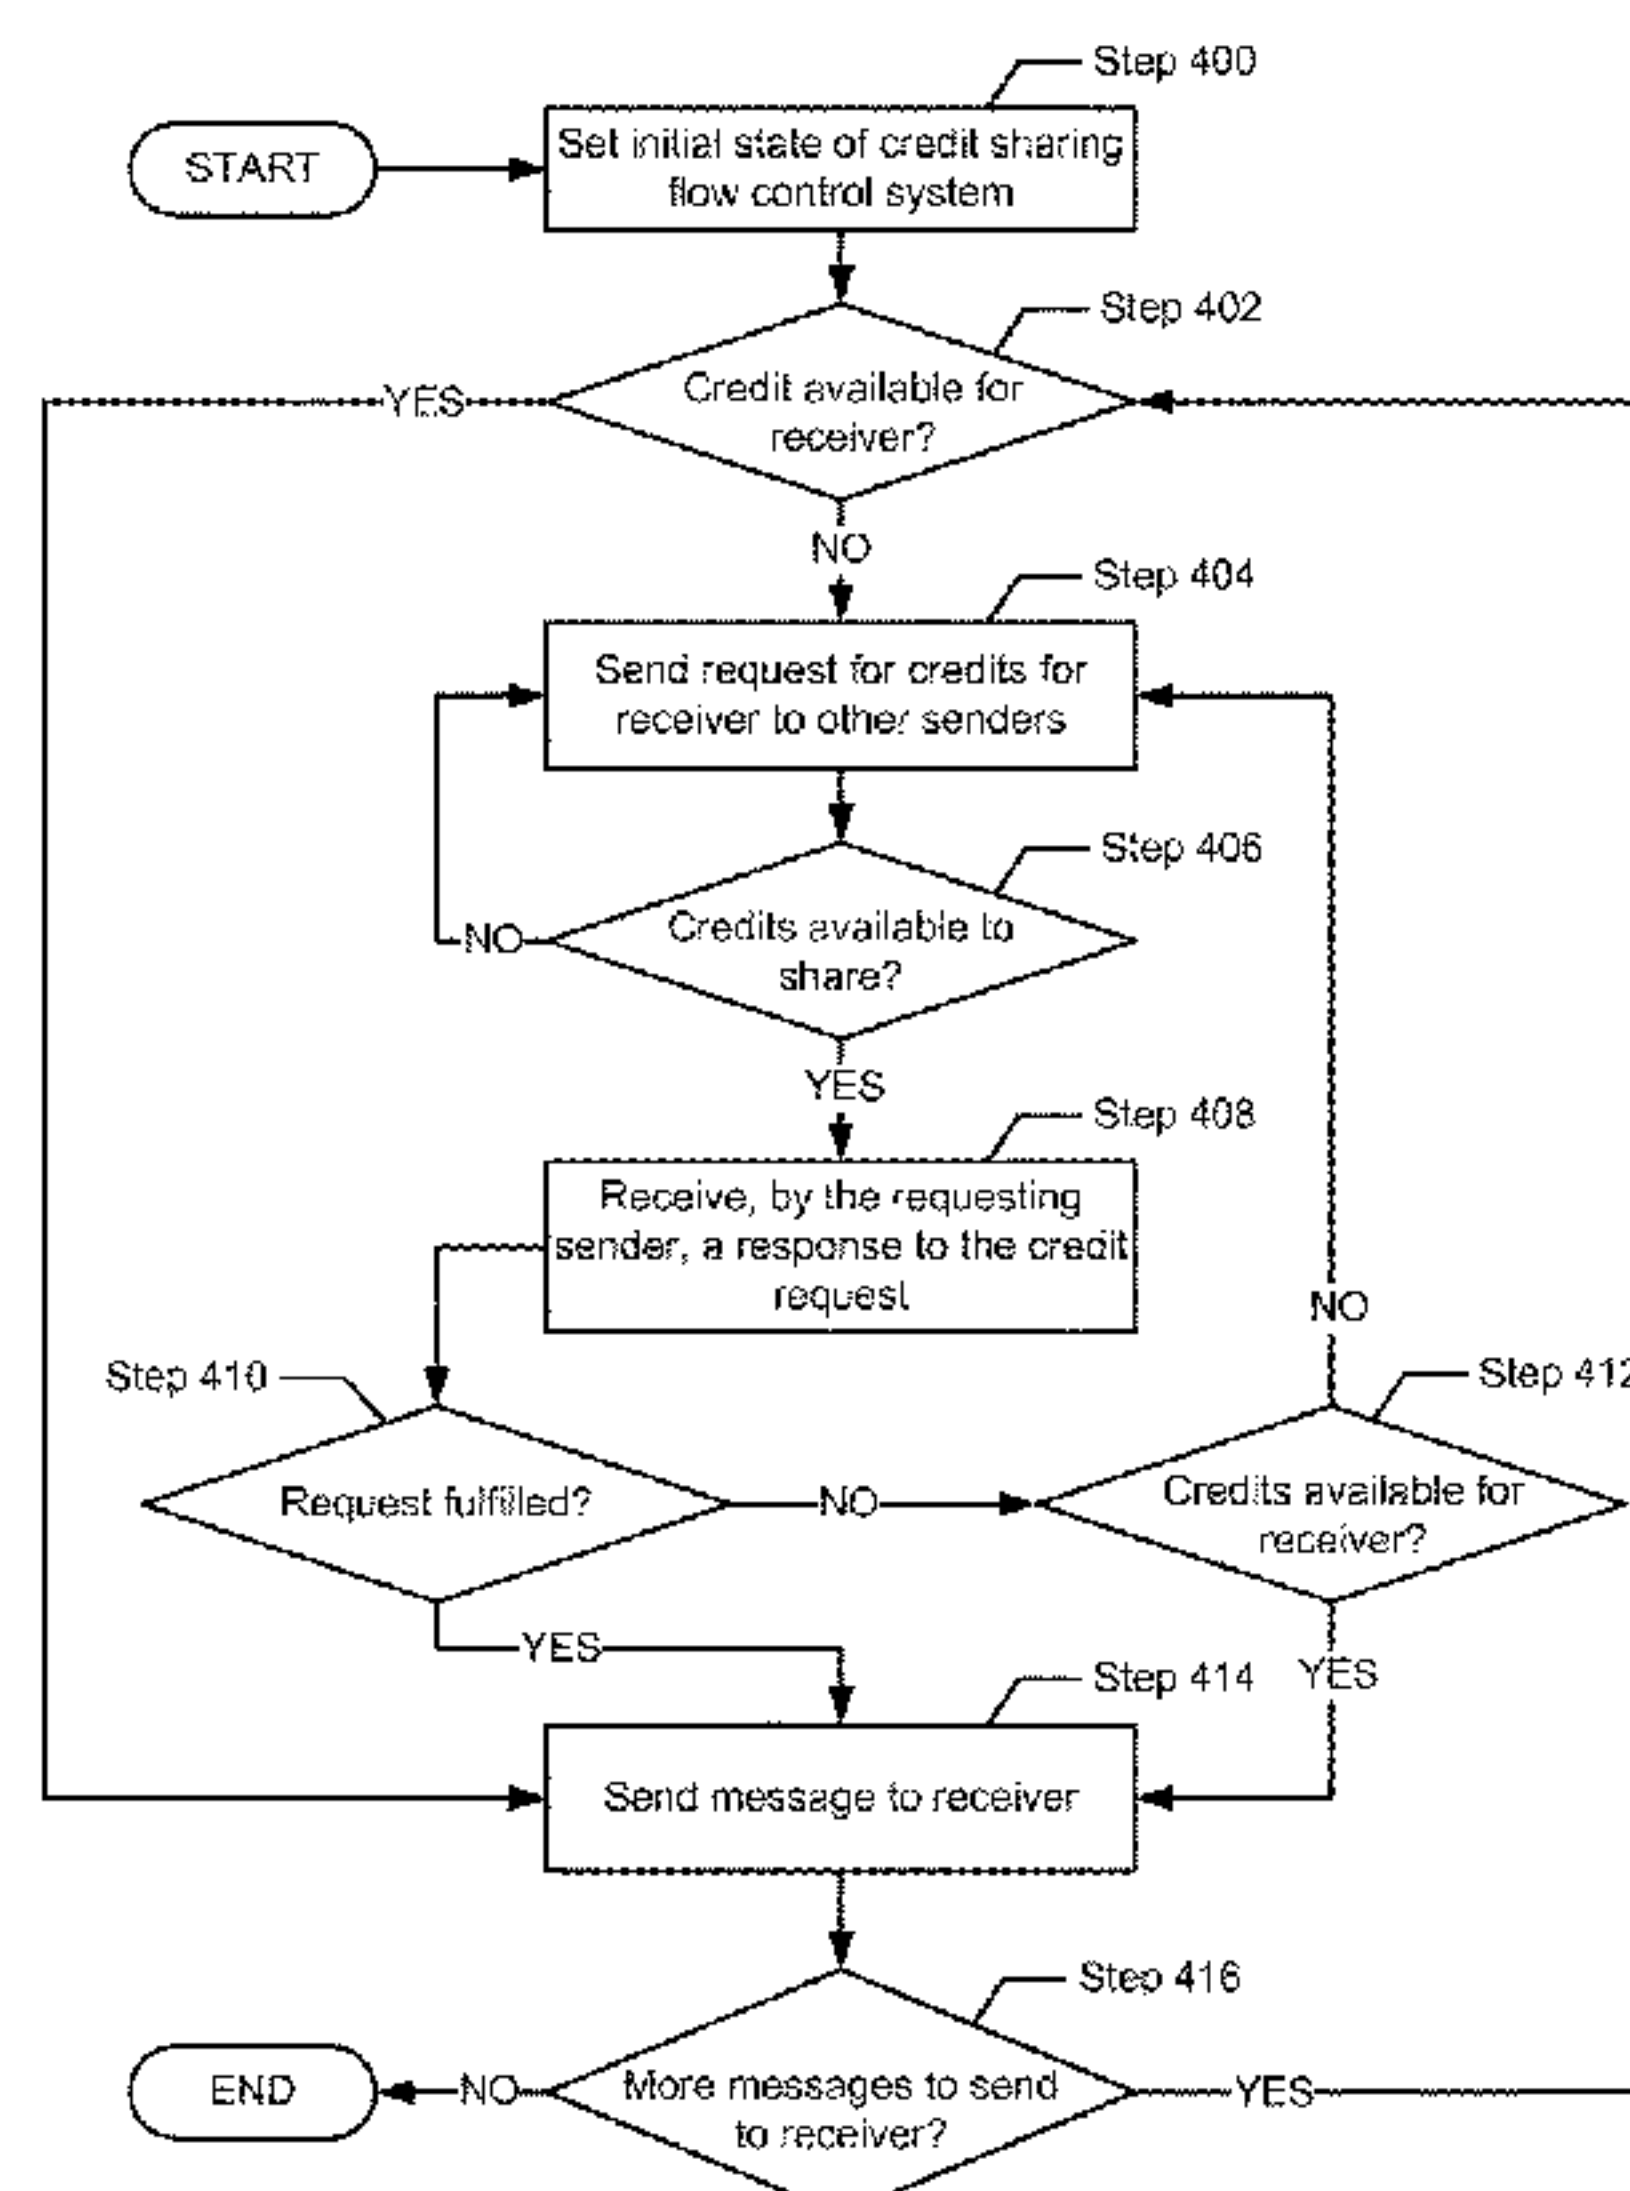 Step 400
START
Set initial state of credit sharing
flow control system
Step 402
YES
Credit available for
receiver?
NO
Step 404
Send request for credits for
receiver to other senders
Step 406
NO
Credits available to
share?
YES
Step 408
Receive, by the requesting
sender, a response to the credit
request
NO
Step 410
Step 412
Request fulfilled?
NO
Credits available for
receiver?
YES
Step 414
YES
Send message to receiver
Step 416
END
NO
More messages to send
to receiver?
YES